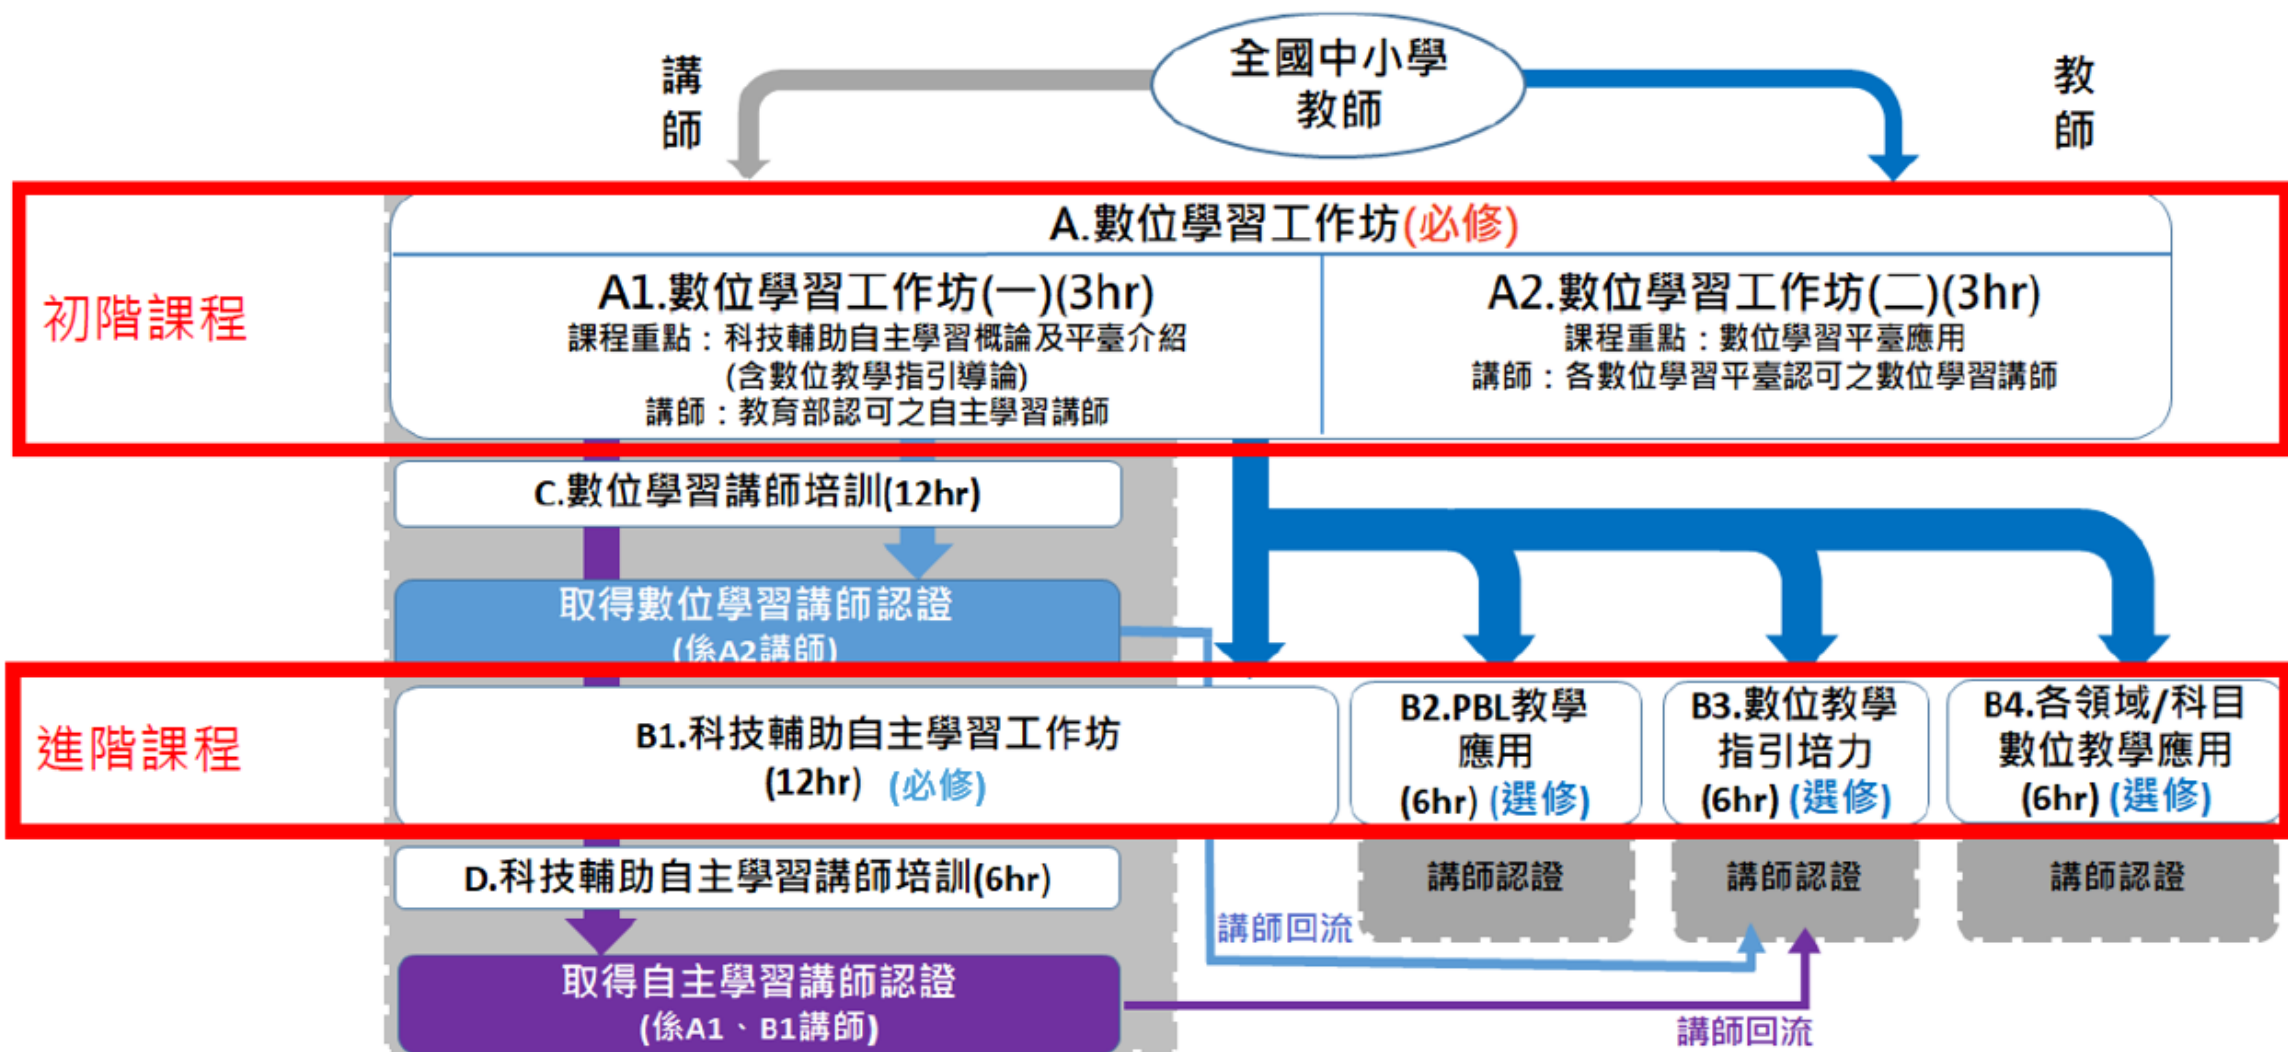 全國中小學
教師
講師
教師
初階課程
A.數位學習工作坊(必修)
A1.數位學習工作坊(一)(3hr)
課程重點：科技輔助自主學習概論及平臺介紹
(含數位教學指引導論)
講師：教育部認可之自主學習講師
A2.數位學習工作坊(二)(3hr)
課程重點：數位學習平臺應用
講師：各數位學習平臺認可之數位學習講師
C.數位學習講師培訓(12hr)
取得數位學習講師認證
(係A2講師)
進階課程
B1.科技輔助自主學習工作坊
(12hr) (必修)
B2.PBL教學
應用
(6hr) (選修)
B3.數位教學
指引培力
(6hr) (選修)
B4.各領域/科目
數位教學應用
(6hr) (選修)
D.科技輔助自主學習講師培訓(6hr)
講師認證
講師認證
講師認證
講師回流
取得自主學習講師認證
(係A1、B1講師)
講師回流